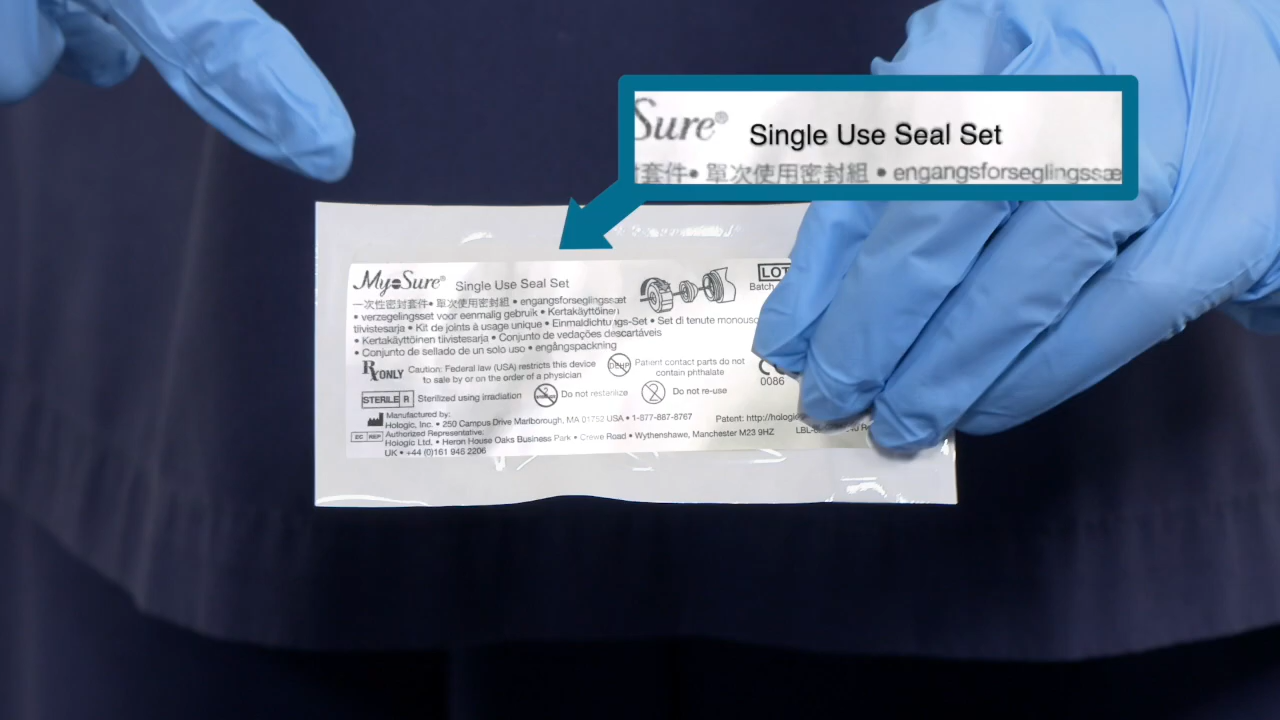 Sure® Single Use Seal Set
套件• 單次使用密封組 • engangsforseglingssæ
MyoSure® Single Use Seal Set
一次性密封套件• 單次使用密封組 • engangsforseglingssæt
• verzegelingsset voor eenmalig gebruik • Kertakäyttöinen
tiivistesarja • Kit de joints à usage unique • Einmaldichtungs-Set • Set di tenute monouso
• Kertakäyttöinen tiivistesarja • Conjunto de vedações descartáveis
• Conjunto de sellado de un solo uso • engångspackning
LOT
Batch
Rx ONLY Caution: Federal law (USA) restricts this device
to sale by or on the order of a physician
DEHP Patient contact parts do not
contain phthalate
0086
STERILE R Sterilized using irradiation
Do not resterilize
Do not re-use
Manufactured by:
Hologic, Inc. • 250 Campus Drive Marlborough, MA 01752 USA • 1-877-887-8767
Patent: http://hologic
EC REP Authorized Representative:
Hologic Ltd. • Heron House Oaks Business Park • Crewe Road • Wythenshawe, Manchester M23 9HZ
UK • +44 (0)161 946 2206